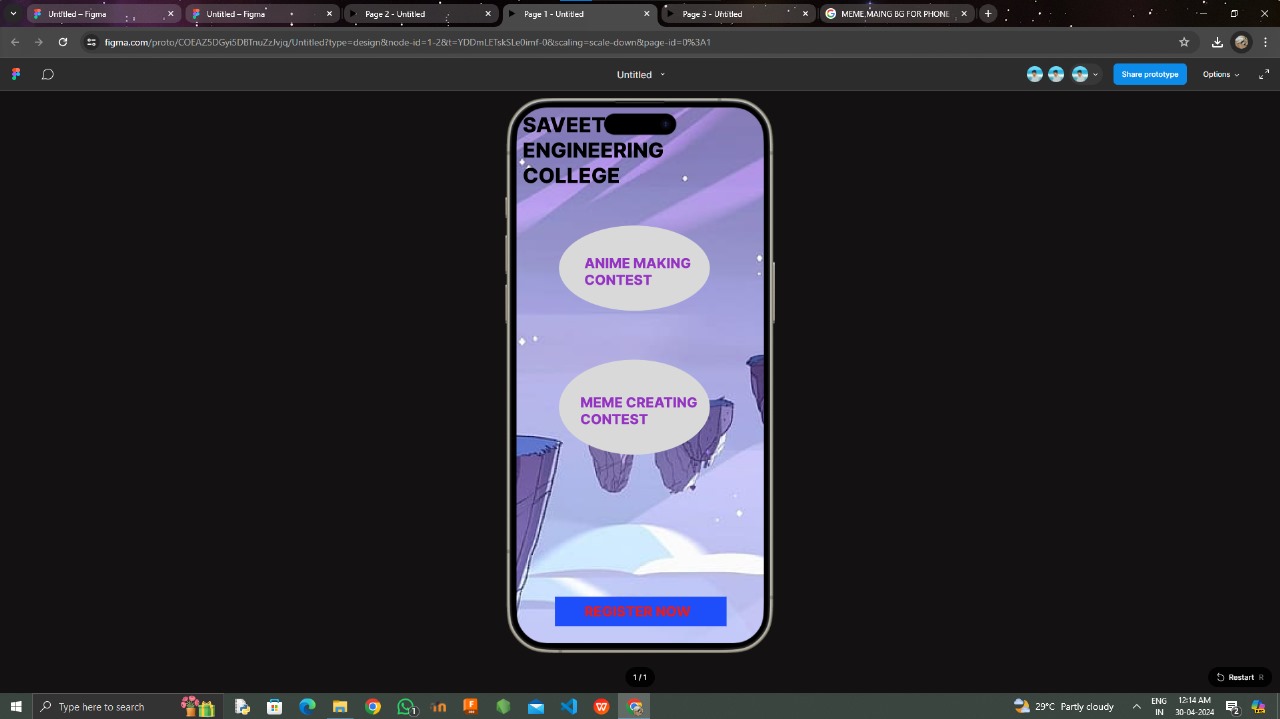 Untitled – Figma
Untitled – Figma
Page 2 - Untitled
Page 1 - Untitled
Page 3 - Untitled
MEME MAING BG FOR PHONE
figma.com/proto/COEAZ5DGyi5DBTnuZzJvjq/Untitled?type=design&node-id=1-2&t=YDDmLETskSLe0imf-0&scaling=scale-down&page-id=0%3A1
Untitled
Share prototype
Options
SAVEET
ENGINEERING
COLLEGE
ANIME MAKING
CONTEST
MEME CREATING
CONTEST
REGISTER NOW
1 / 1
Restart R
Type here to search
1
29°C Partly cloudy
ENG
IN
12:14 AM
30-04-2024